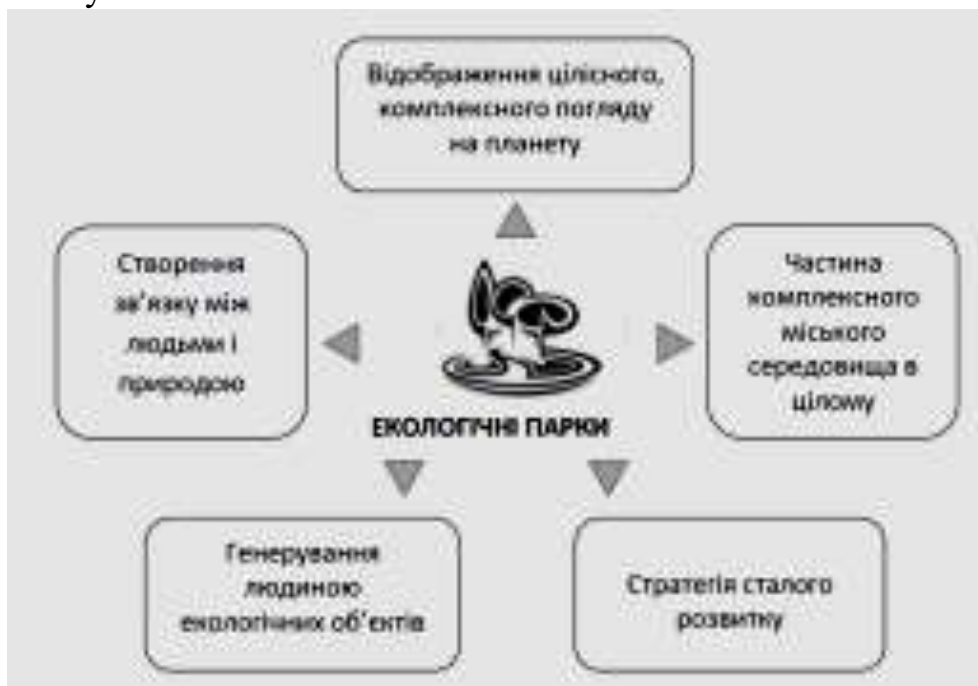 Відображення цілісного,
комплексного погляду
на планету
Створення
зв'язку між
людьми і
природою
Частина
комплексного
міського
середовища в
цілому
ЕКОЛОГІЧНІ ПАРКИ
Генерування
людиною
екологічних об'єктів
Стратегія сталого
розвитку